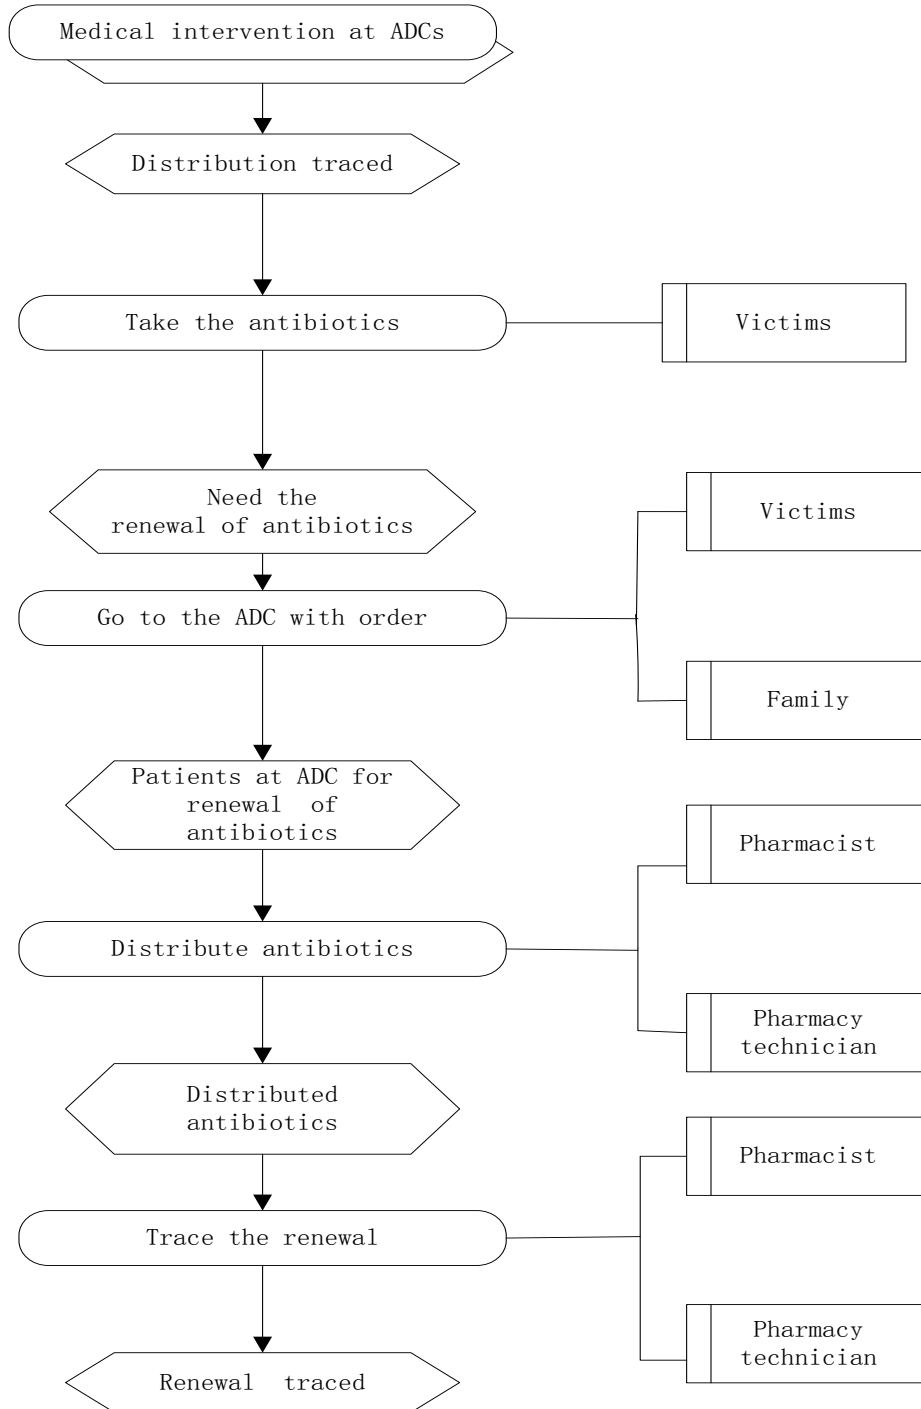 Medical intervention at ADCs
Distribution traced
Take the antibiotics
Victims
Need the
renewal of antibiotics
Victims
Go to the ADC with order
Family
Patients at ADC for
renewal of
antibiotics
Pharmacist
Distribute antibiotics
Pharmacy
technician
Distributed
antibiotics
Pharmacist
Trace the renewal
Pharmacy
technician
Renewal traced